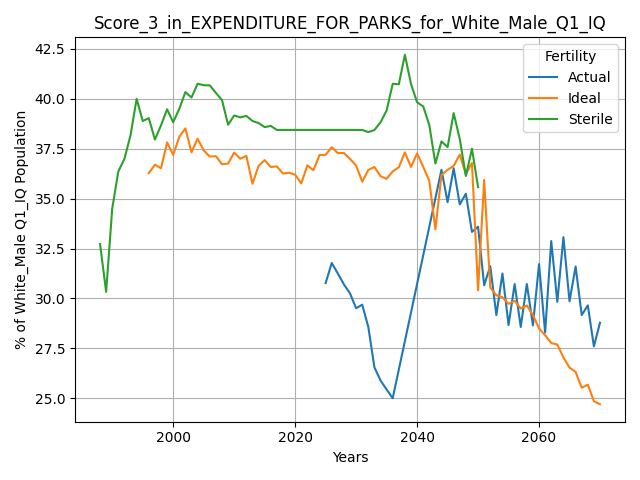 Score_3_in_EXPENDITURE_FOR_PARKS_for_White_Male_Q1_IQ
% of White_Male Q1_IQ Population
42.5
40.0
37.5
35.0
32.5
30.0
27.5
25.0
Fertility
Actual
Ideal
Sterile
2000
2020
2040
2060
Years